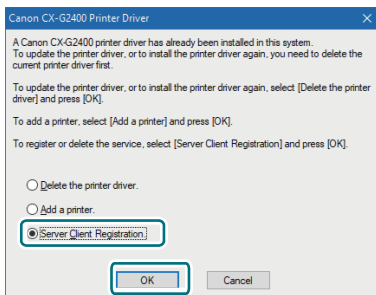 Canon CX-G2400 Printer Driver
A Canon CX-G2400 printer driver has already been installed in this system.
To update the printer driver, or to install the printer driver again, you need to delete the
current printer driver first.
To update the printer driver, or to install the printer driver again, select [Delete the printer
driver] and press [OK].
To add a printer, select [Add a printer] and press [OK].
To register or delete the service, select [Server Client Registration] and press [OK].
Delete the printer driver.
Add a printer.
Server Client Registration.
OK Cancel